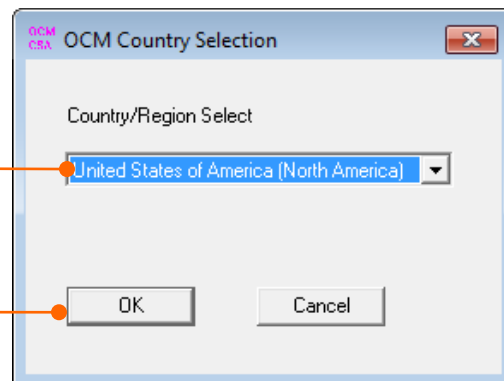 OCM
CSA
OCM Country Selection
Country/Region Select
United States of America (North America)
OK
Cancel